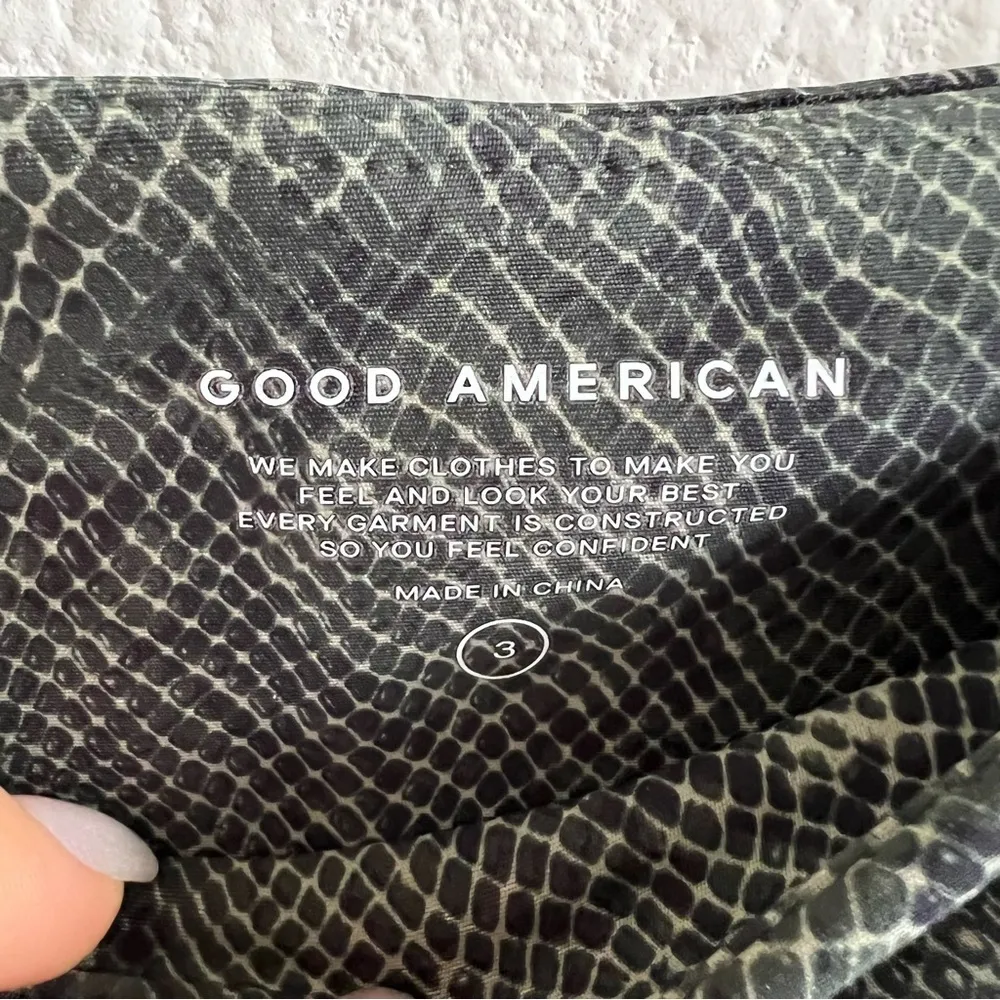 GOOD AMERICAN
WE MAKE CLOTHES TO MAKE YOU
FEEL AND LOOK YOUR BEST
EVERY GARMENT IS CONSTRUCTED
SO YOU FEEL CONFIDENT
MADE IN CHINA
3